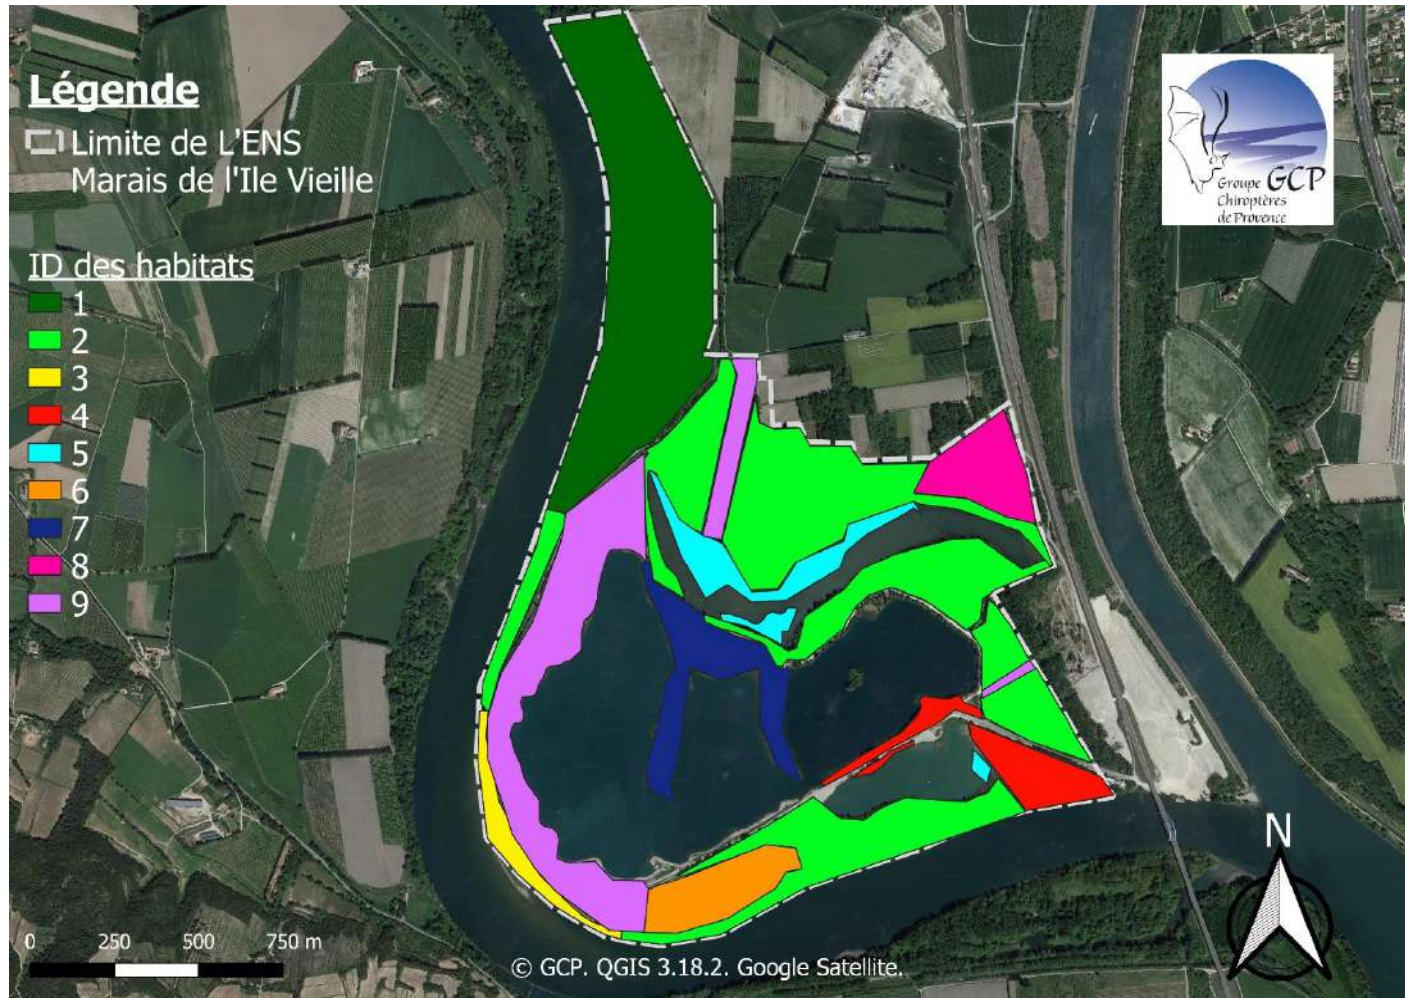 Légende
Limite de L'ENS
Marais de l'Ile Vieille
ID des habitats
1
2
3
4
5
6
7
8
9
Groupe GCP
Chiroptères
de Provence
N
0 250 500 750 m
© GCP. QGIS 3.18.2. Google Satellite.